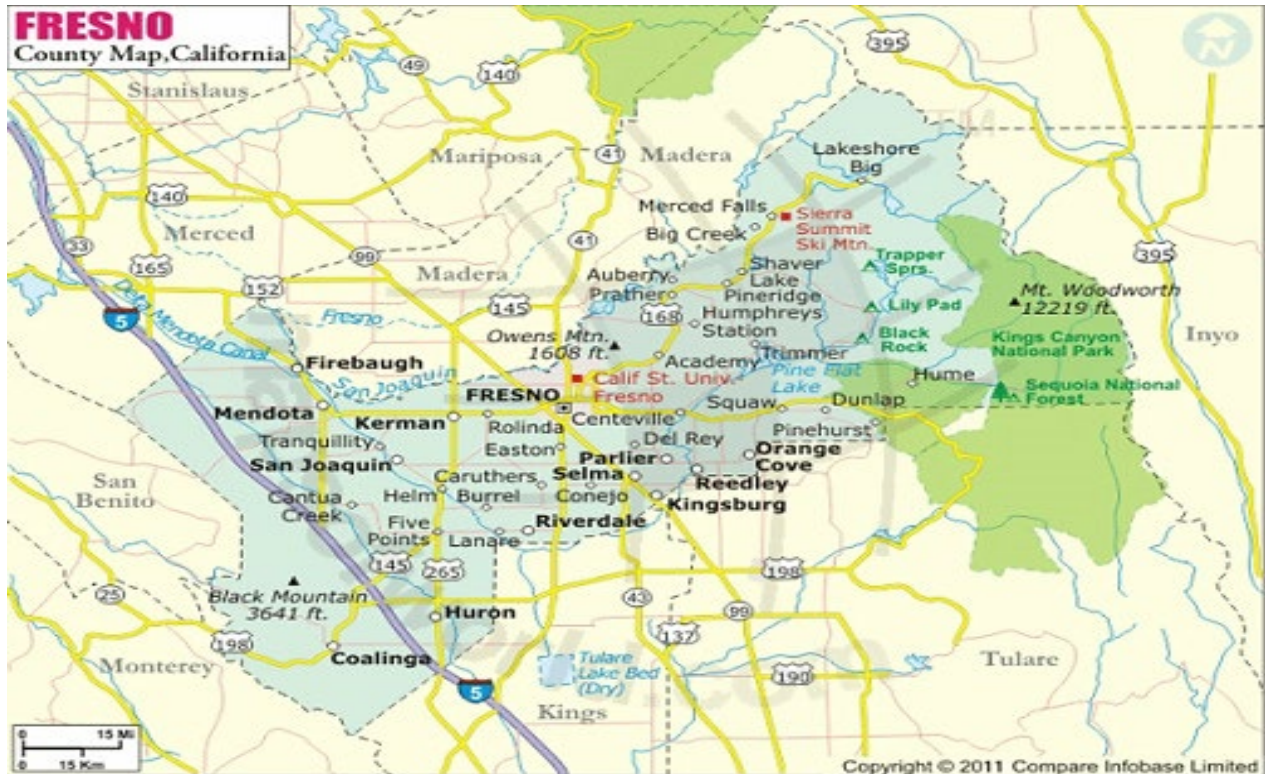 FRESNO
County Map,California
N
395
49
140
Stanislaus
Mariposa
41
Madera
Lakeshore
Big
140
Merced Falls
Sierra
Summit
Ski Mtn.
Big Creek
Merced
33
41
99
395
165
Madera
Auberry
Shaver
Lake
Trapper
Sprs.
152
Prather
Pineridge
Mt. Woodworth
12219 ft.
5
Delta Mendota Canal
Fresno
145
168
Humphreys
Station
Lily Pad
Owens Mtn.
1608 ft.
Inyo
Black
Rock
Kings Canyon
National Park
Firebaugh
San Joaquin
Academy
Trimmer
Pine Flat
Lake
Calif St. Univ.
Fresno
Hume
Sequoia National
Forest
FRESNO
Mendota
Kerman
Rolinda
Centeville
Squaw
Dunlap
Tranquillity
Easton
Del Rey
Pinehurst
San Joaquin
Parlier
Orange
Cove
San
Benito
Caruthers
Selma
Reedley
Cantua
Creek
Helm
Burrel
Conejo
Kingsburg
Five
Points
Lanare
Riverdale
145
265
198
Black Mountain
3641 ft.
25
Huron
43
99
137
198
Coalinga
Monterey
Tulare
Lake Bed
(Dry)
190
Tulare
5
Kings
0 15 Mi
0 15 Km
Copyright © 2011 Compare Infobase Limited